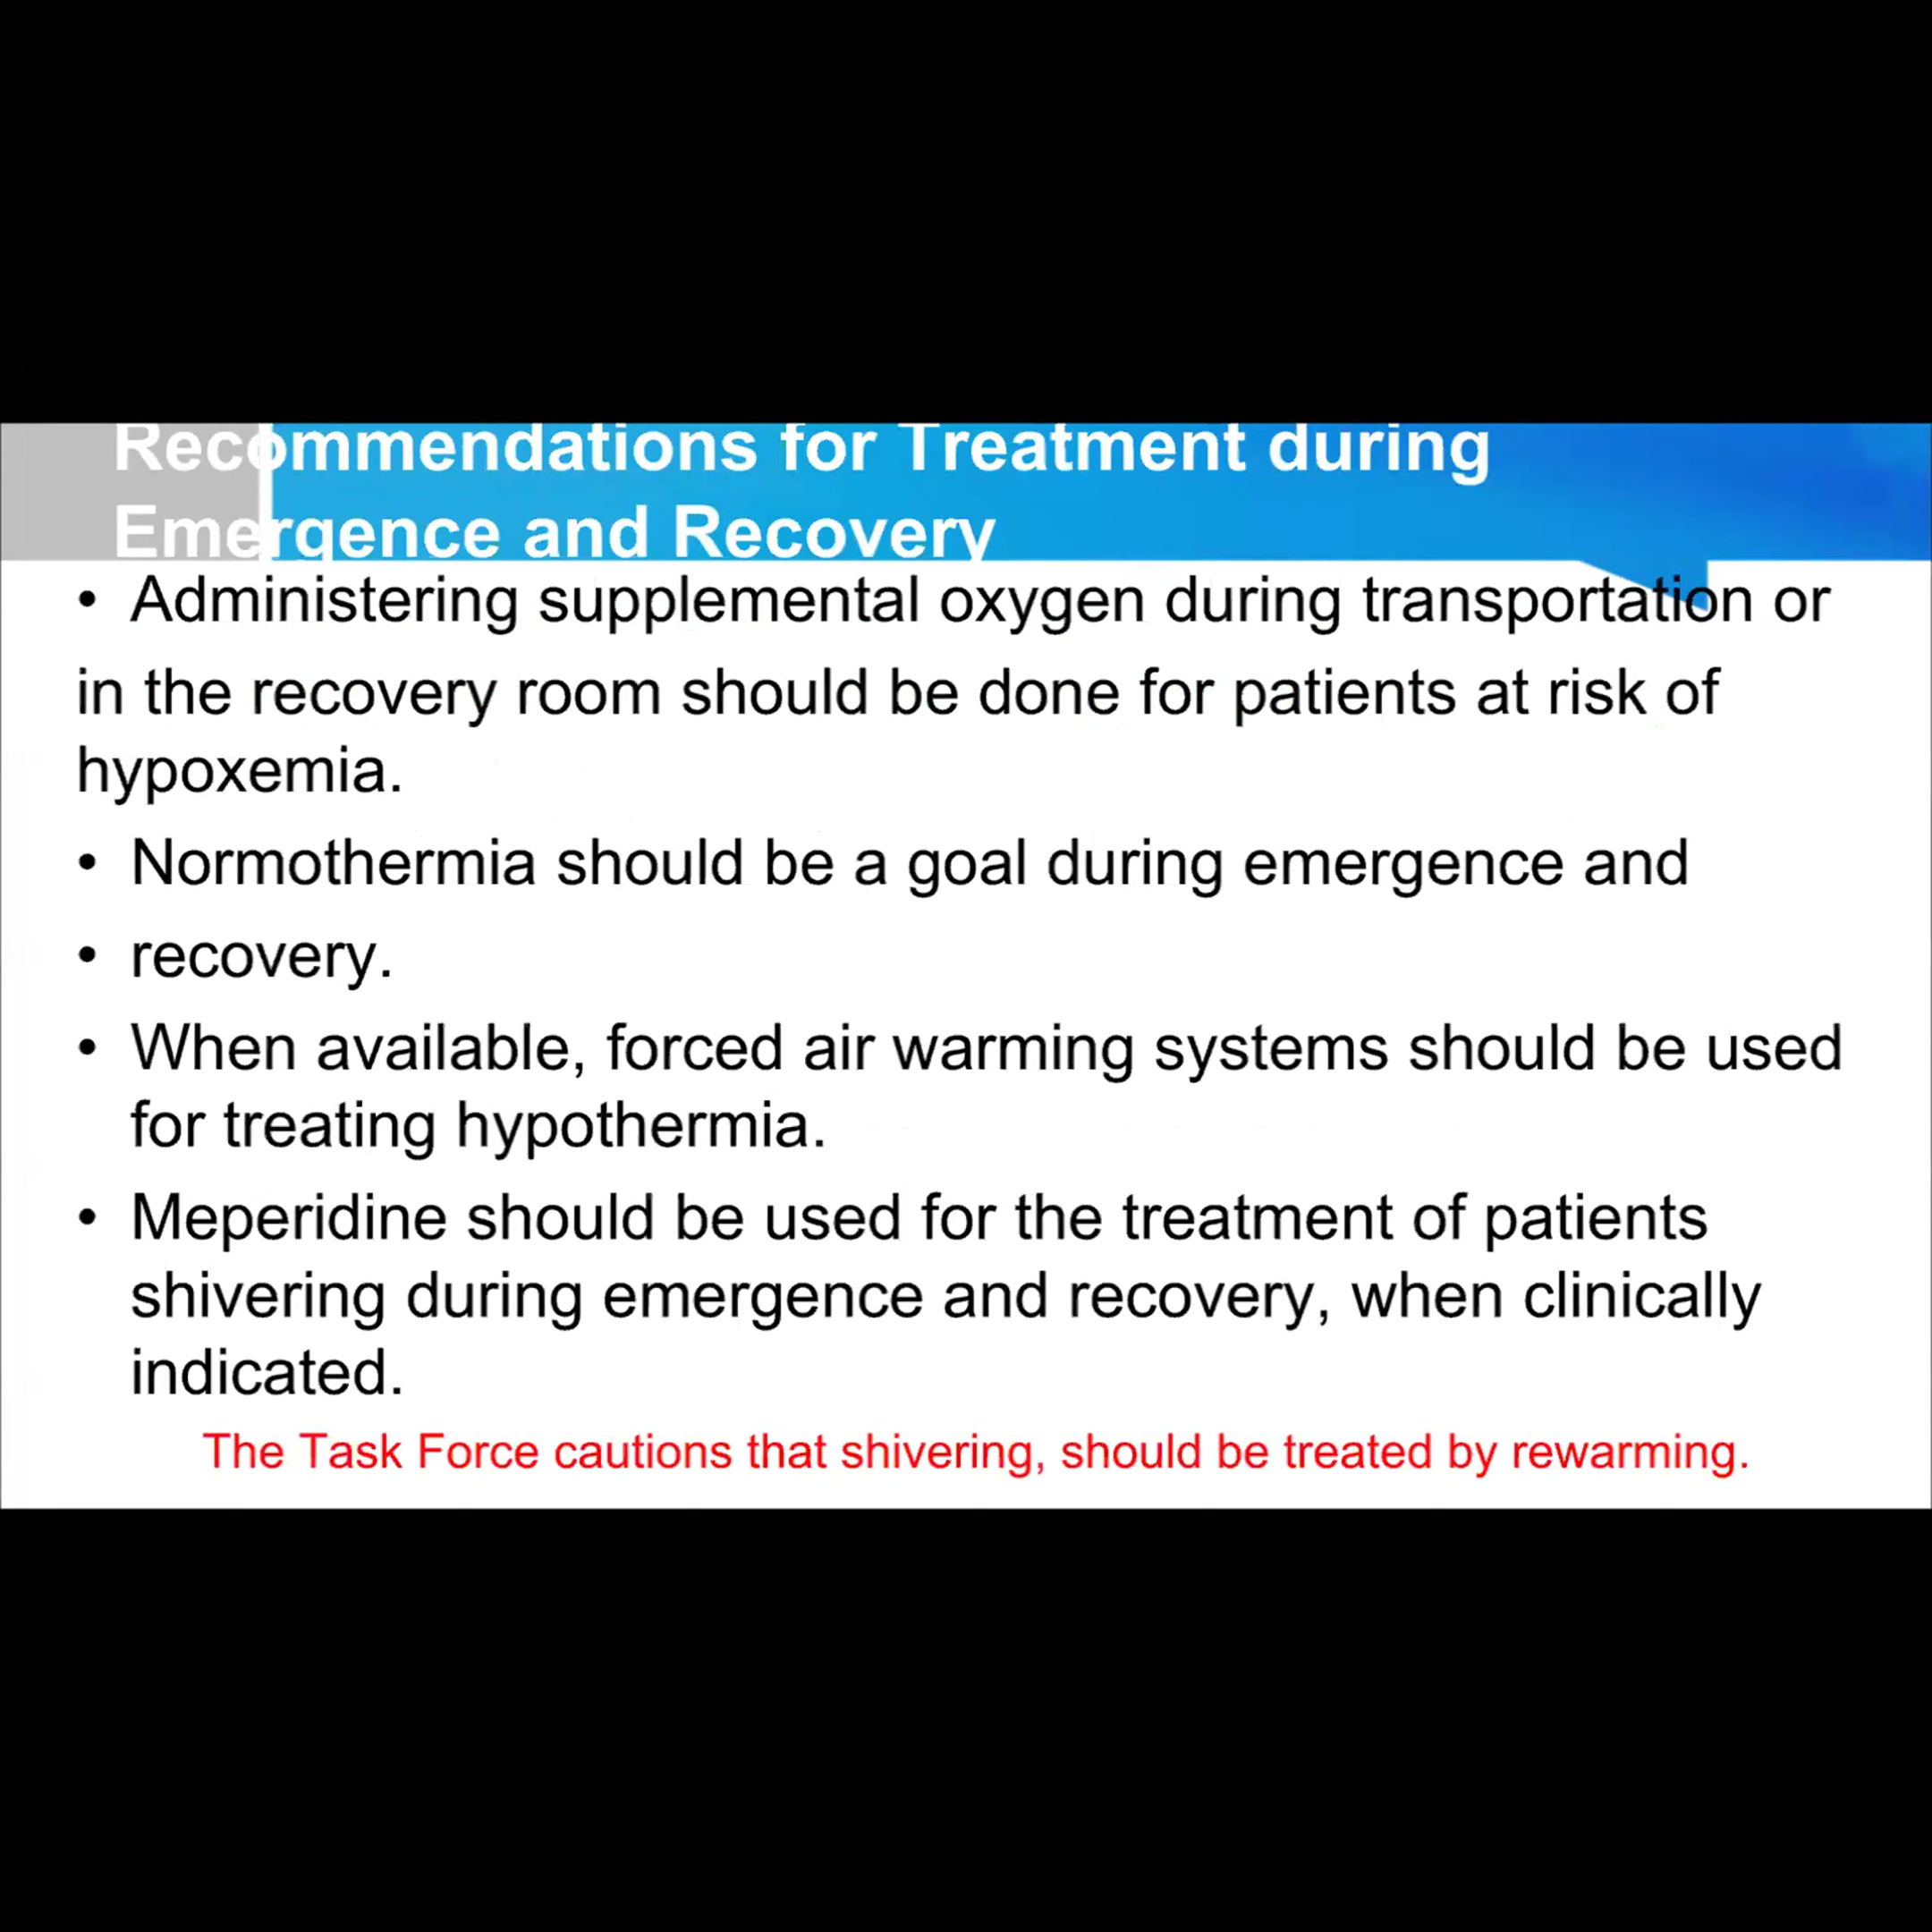 Recommendations for Treatment during
Emergence and Recovery
• Administering supplemental oxygen during transportation or
in the recovery room should be done for patients at risk of
hypoxemia.
• Normothermia should be a goal during emergence and
• recovery.
• When available, forced air warming systems should be used
for treating hypothermia.
• Meperidine should be used for the treatment of patients
shivering during emergence and recovery, when clinically
indicated.
The Task Force cautions that shivering, should be treated by rewarming.